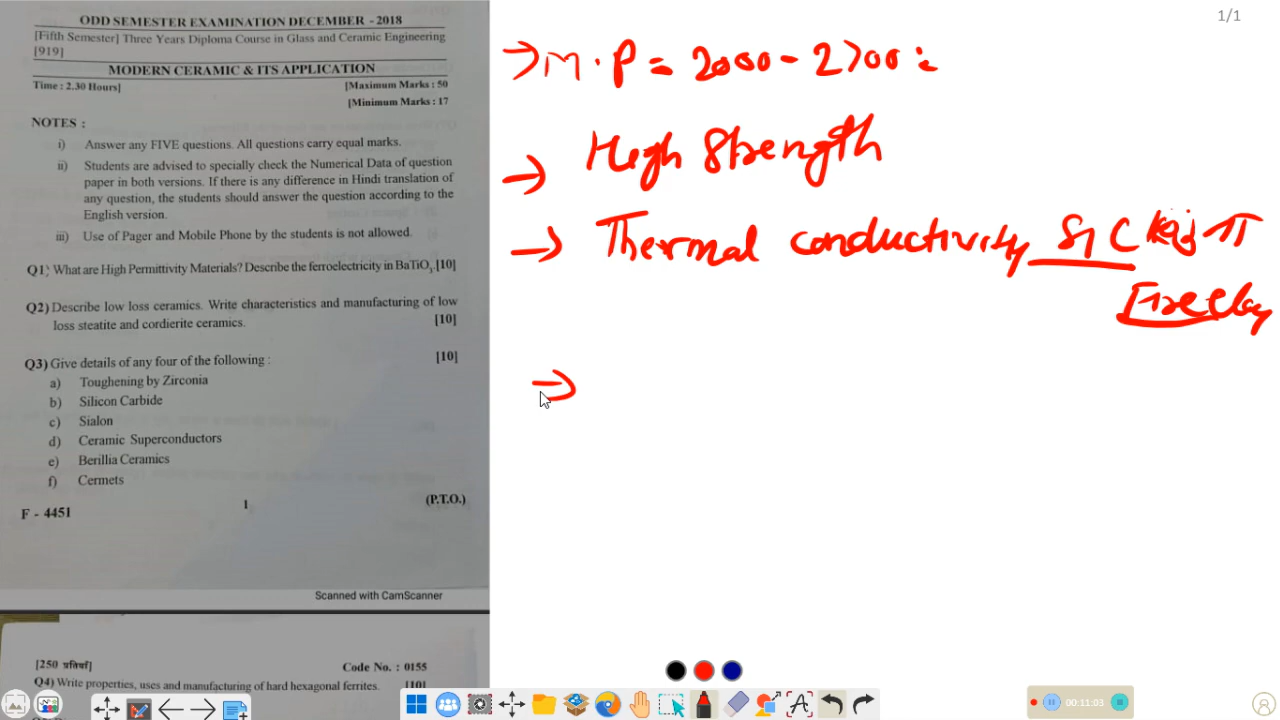 ODD SEMESTER EXAMINATION DECEMBER - 2018
[Fifth Semester] Three Years Diploma Course in Glass and Ceramic Engineering
[919]
MODERN CERAMIC & ITS APPLICATION
Time : 2.30 Hours]
[Maximum Marks : 50
[Minimum Marks : 17
NOTES :
i) Answer any FIVE questions. All questions carry equal marks.
ii) Students are advised to specially check the Numerical Data of question
paper in both versions. If there is any difference in Hindi translation of
any question, the students should answer the question according to the
English version.
iii) Use of Pager and Mobile Phone by the students is not allowed.
Q1) What are High Permittivity Materials? Describe the ferroelectricity in BaTiO3. [10]
Q2) Describe low loss ceramics. Write characteristics and manufacturing of low
loss steatite and cordierite ceramics. [10]
Q3) Give details of any four of the following : [10]
a) Toughening by Zirconia
b) Silicon Carbide
c) Sialon
d) Ceramic Superconductors
e) Berillia Ceramics
f) Cermets
1
(P.T.O.)
F - 4451
Scanned with CamScanner
[250 प्रतियाँ]
Code No. : 0155
Q4) Write properties, uses and manufacturing of hard hexagonal ferrites. [10]
1/1
→ M.P = 2000 - 2700
→ High Strength
→ Thermal conductivity SiC
Fireclay
→
00:11:03